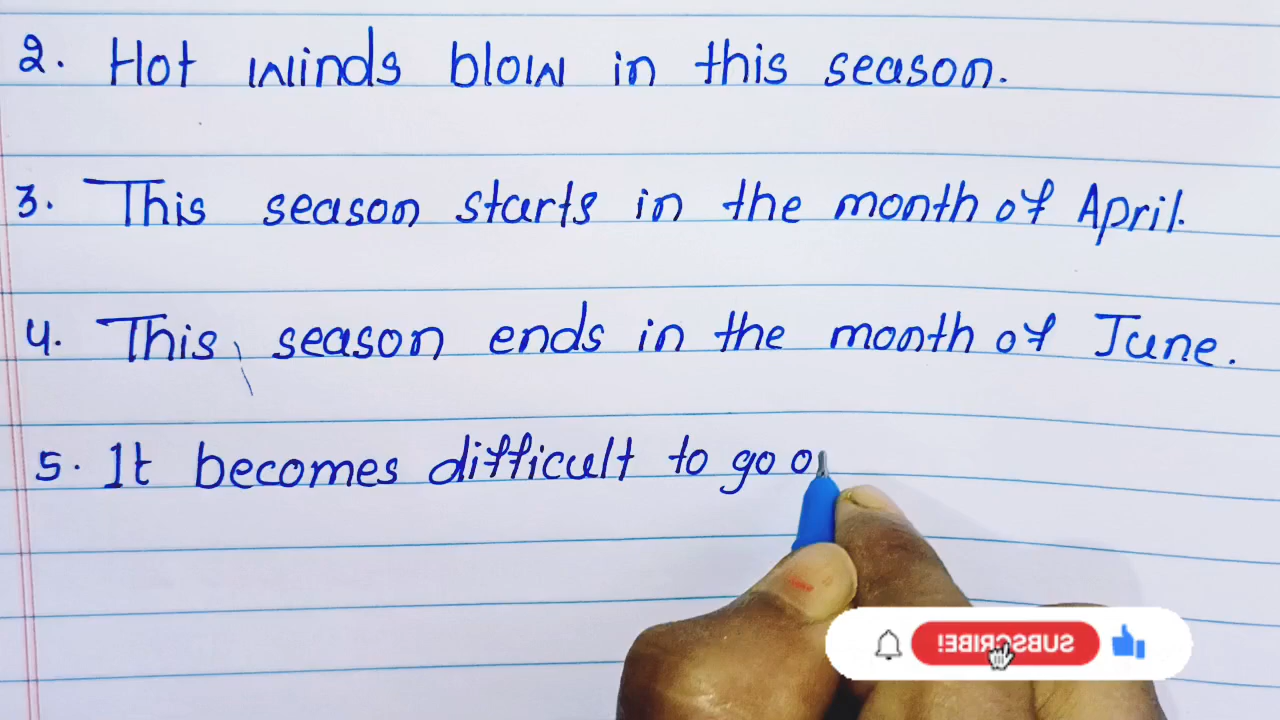 2. Hot winds blow in this season.
3. This season starts in the month of April.
4. This season ends in the month of June.
5. It becomes difficult to go o
SUBSCRIBE!